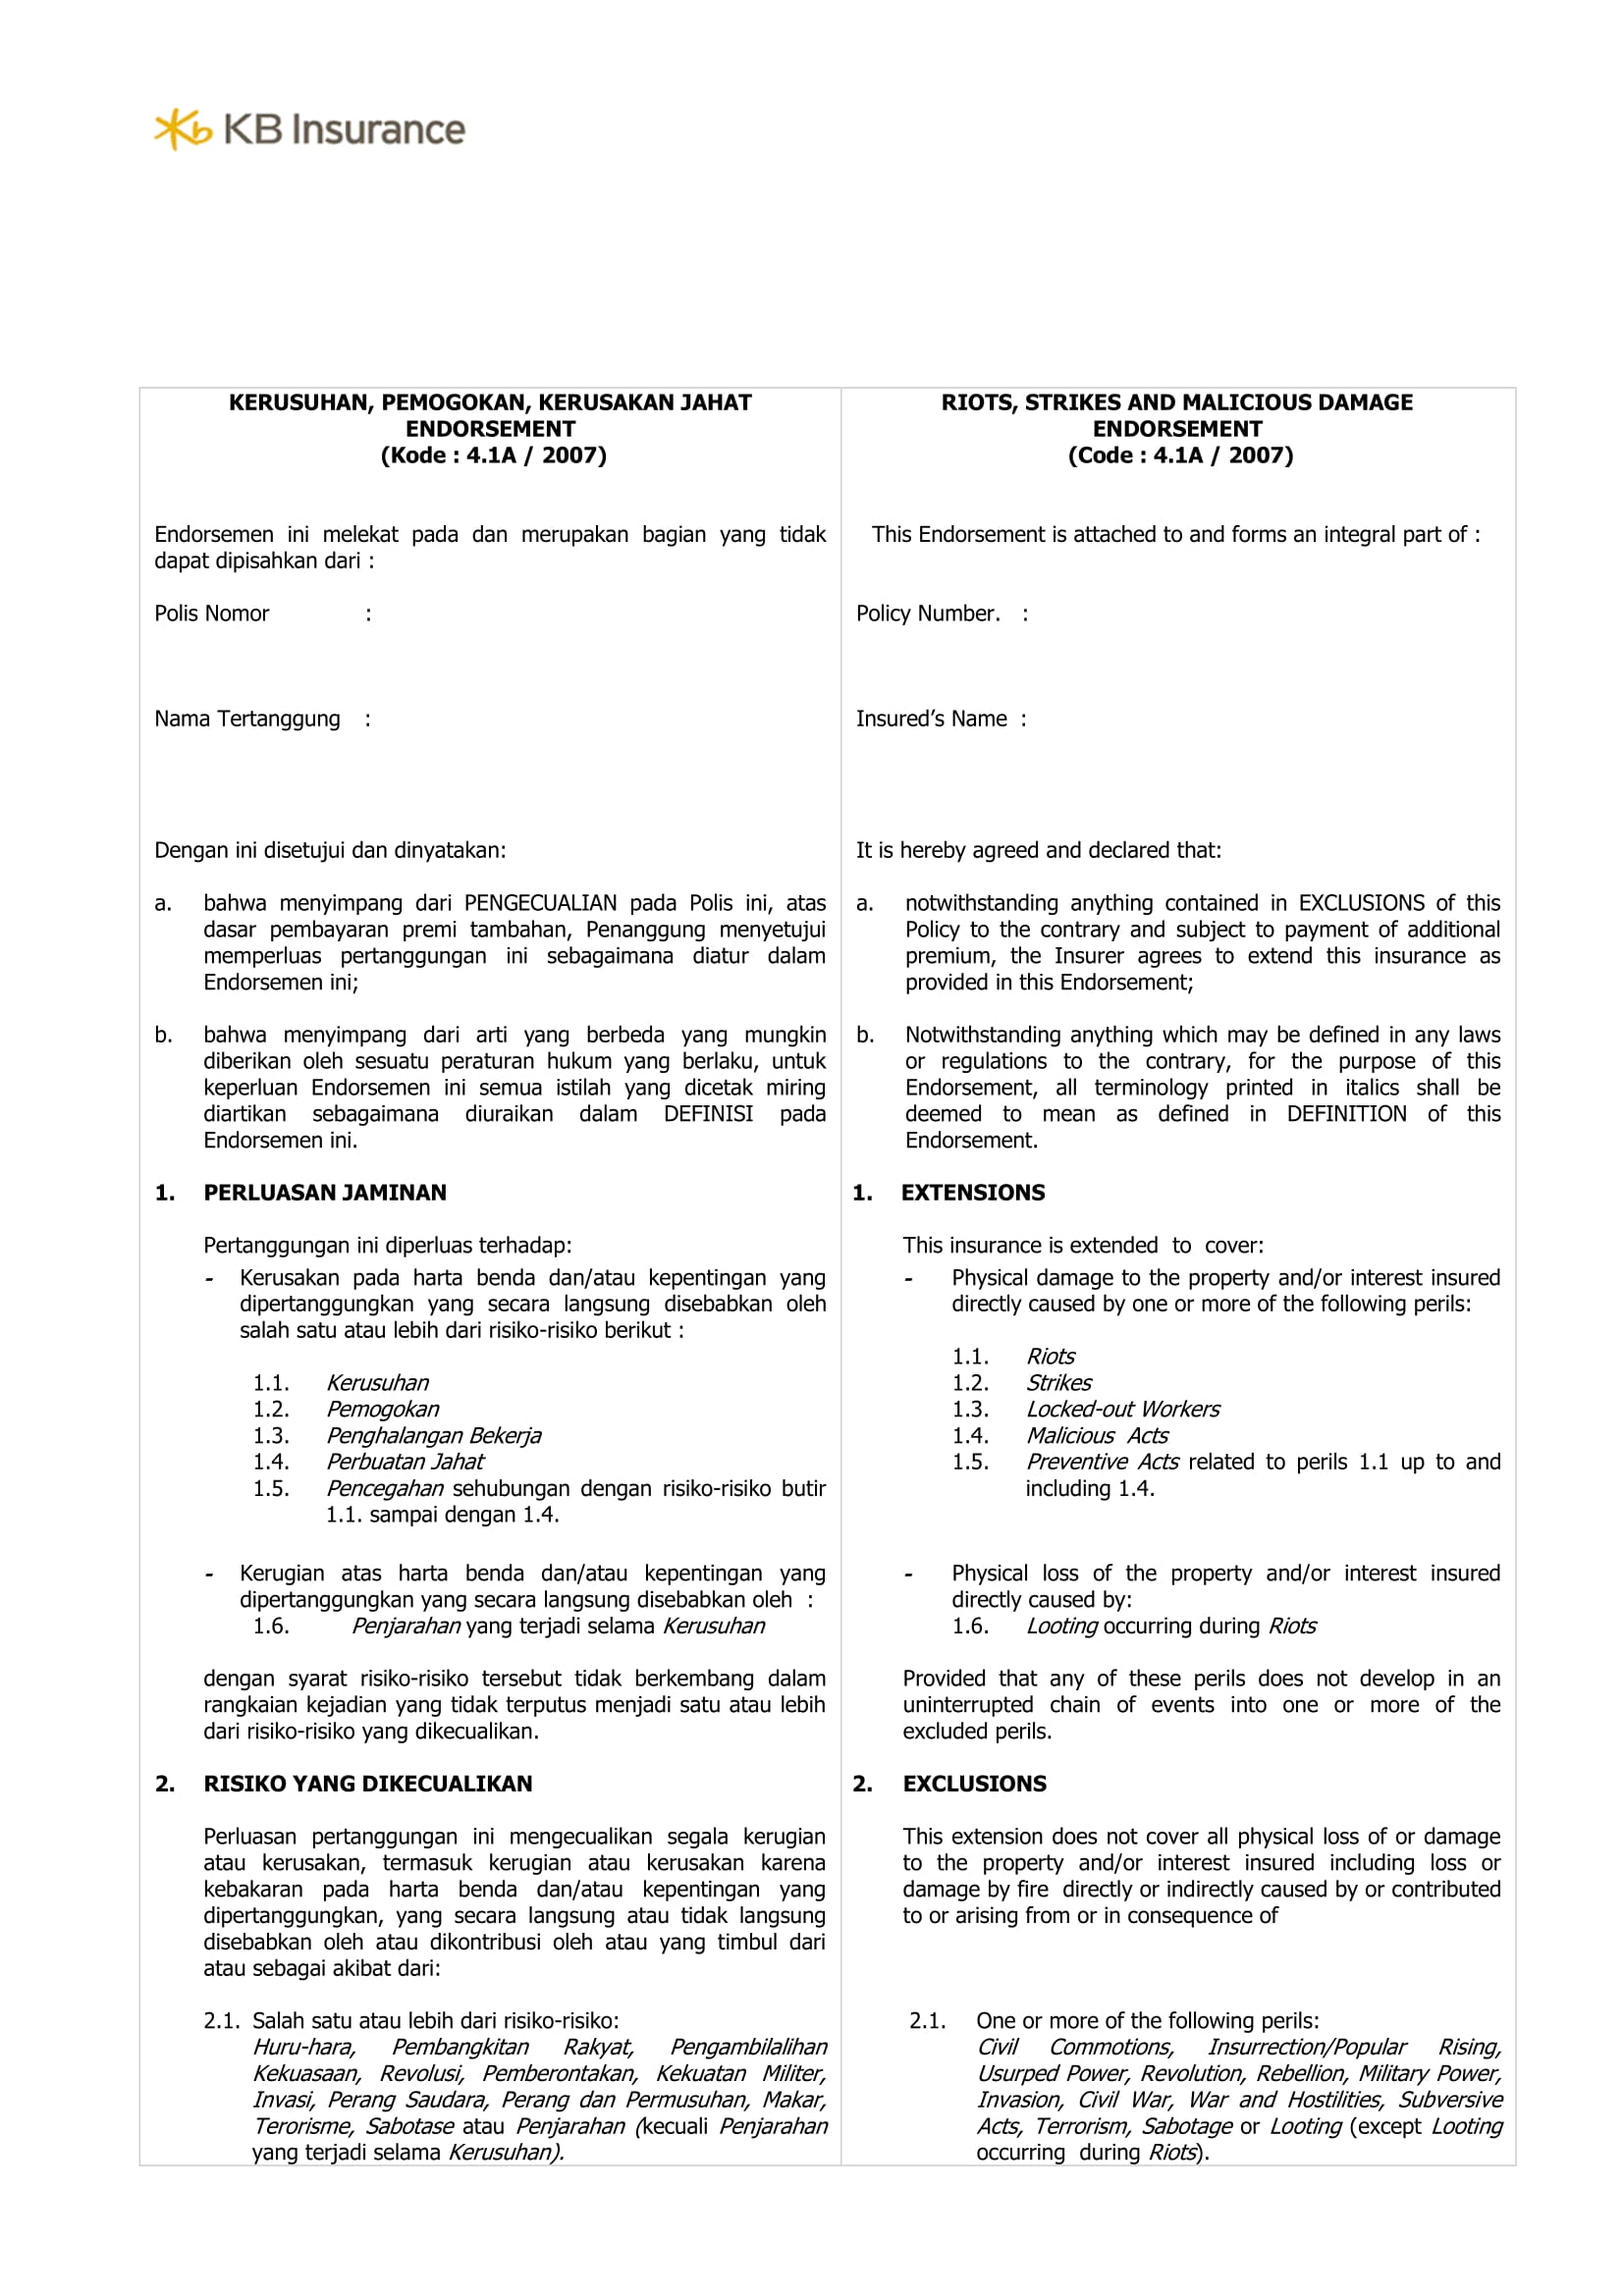 KB Insurance
KERUSUHAN, PEMOGOKAN, KERUSAKAN JAHAT
ENDORSEMENT
(Kode : 4.1A / 2007)
Endorsemen ini melekat pada dan merupakan bagian yang tidak
dapat dipisahkan dari :
Polis Nomor :
Nama Tertanggung :
Dengan ini disetujui dan dinyatakan:
a. bahwa menyimpang dari PENGECUALIAN pada Polis ini, atas
dasar pembayaran premi tambahan, Penanggung menyetujui
memperluas pertanggungan ini sebagaimana diatur dalam
Endorsemen ini;
b. bahwa menyimpang dari arti yang berbeda yang mungkin
diberikan oleh sesuatu peraturan hukum yang berlaku, untuk
keperluan Endorsemen ini semua istilah yang dicetak miring
diartikan sebagaimana diuraikan dalam DEFINISI pada
Endorsemen ini.
1. PERLUASAN JAMINAN
Pertanggungan ini diperluas terhadap:
- Kerusakan pada harta benda dan/atau kepentingan yang
dipertanggungkan yang secara langsung disebabkan oleh
salah satu atau lebih dari risiko-risiko berikut :
1.1. Kerusuhan
1.2. Pemogokan
1.3. Penghalangan Bekerja
1.4. Perbuatan Jahat
1.5. Pencegahan sehubungan dengan risiko-risiko butir
1.1. sampai dengan 1.4.
- Kerugian atas harta benda dan/atau kepentingan yang
dipertanggungkan yang secara langsung disebabkan oleh :
1.6. Penjarahan yang terjadi selama Kerusuhan
dengan syarat risiko-risiko tersebut tidak berkembang dalam
rangkaian kejadian yang tidak terputus menjadi satu atau lebih
dari risiko-risiko yang dikecualikan.
2. RISIKO YANG DIKECUALIKAN
Perluasan pertanggungan ini mengecualikan segala kerugian
atau kerusakan, termasuk kerugian atau kerusakan karena
kebakaran pada harta benda dan/atau kepentingan yang
dipertanggungkan, yang secara langsung atau tidak langsung
disebabkan oleh atau dikontribusi oleh atau yang timbul dari
atau sebagai akibat dari:
2.1. Salah satu atau lebih dari risiko-risiko:
Huru-hara, Pembangkitan Rakyat, Pengambilalihan
Kekuasaan, Revolusi, Pemberontakan, Kekuatan Militer,
Invasi, Perang Saudara, Perang dan Permusuhan, Makar,
Terorisme, Sabotase atau Penjarahan (kecuali Penjarahan
yang terjadi selama Kerusuhan).
RIOTS, STRIKES AND MALICIOUS DAMAGE
ENDORSEMENT
(Code : 4.1A / 2007)
This Endorsement is attached to and forms an integral part of :
Policy Number. :
Insured’s Name :
It is hereby agreed and declared that:
a. notwithstanding anything contained in EXCLUSIONS of this
Policy to the contrary and subject to payment of additional
premium, the Insurer agrees to extend this insurance as
provided in this Endorsement;
b. Notwithstanding anything which may be defined in any laws
or regulations to the contrary, for the purpose of this
Endorsement, all terminology printed in italics shall be
deemed to mean as defined in DEFINITION of this
Endorsement.
1. EXTENSIONS
This insurance is extended to cover:
- Physical damage to the property and/or interest insured
directly caused by one or more of the following perils:
1.1. Riots
1.2. Strikes
1.3. Locked-out Workers
1.4. Malicious Acts
1.5. Preventive Acts related to perils 1.1 up to and
including 1.4.
- Physical loss of the property and/or interest insured
directly caused by:
1.6. Looting occurring during Riots
Provided that any of these perils does not develop in an
uninterrupted chain of events into one or more of the
excluded perils.
2. EXCLUSIONS
This extension does not cover all physical loss of or damage
to the property and/or interest insured including loss or
damage by fire directly or indirectly caused by or contributed
to or arising from or in consequence of
2.1. One or more of the following perils:
Civil Commotions, Insurrection/Popular Rising,
Usurped Power, Revolution, Rebellion, Military Power,
Invasion, Civil War, War and Hostilities, Subversive
Acts, Terrorism, Sabotage or Looting (except Looting
occurring during Riots).